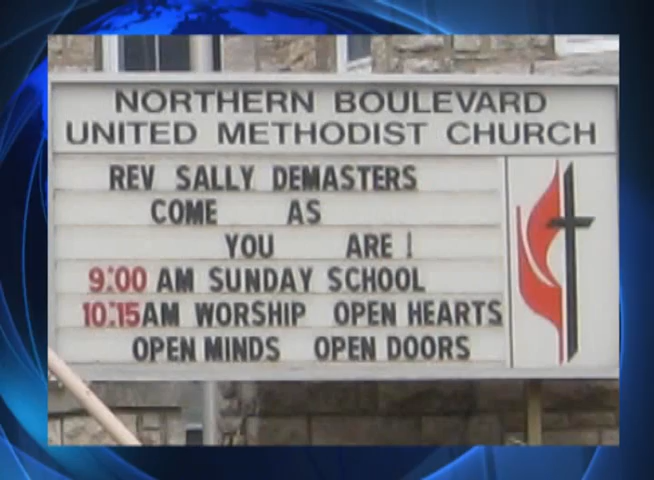 NORTHERN BOULEVARD
UNITED METHODIST CHURCH
REV SALLY DEMASTERS
COME AS
YOU ARE!
9:00 AM SUNDAY SCHOOL
10:15AM WORSHIP OPEN HEARTS
OPEN MINDS OPEN DOORS